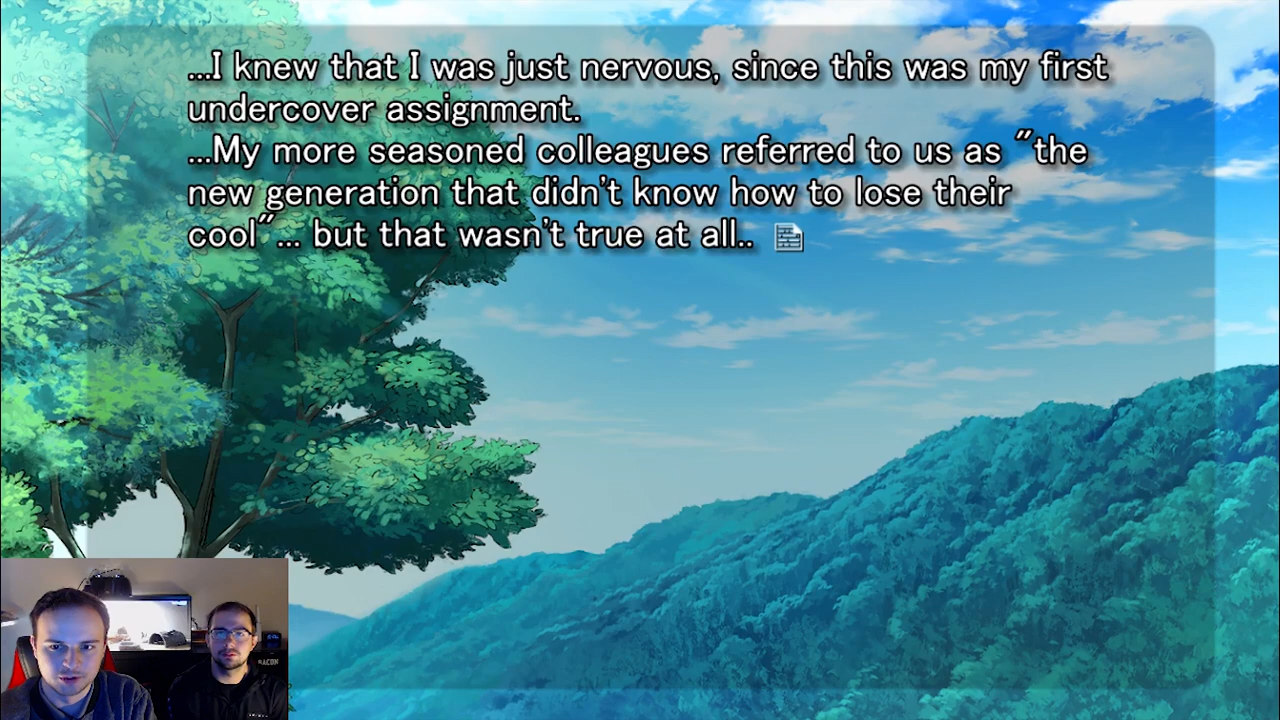 ...I knew that I was just nervous, since this was my first
undercover assignment.
...My more seasoned colleagues referred to us as "the
new generation that didn't know how to lose their
cool"... but that wasn't true at all..